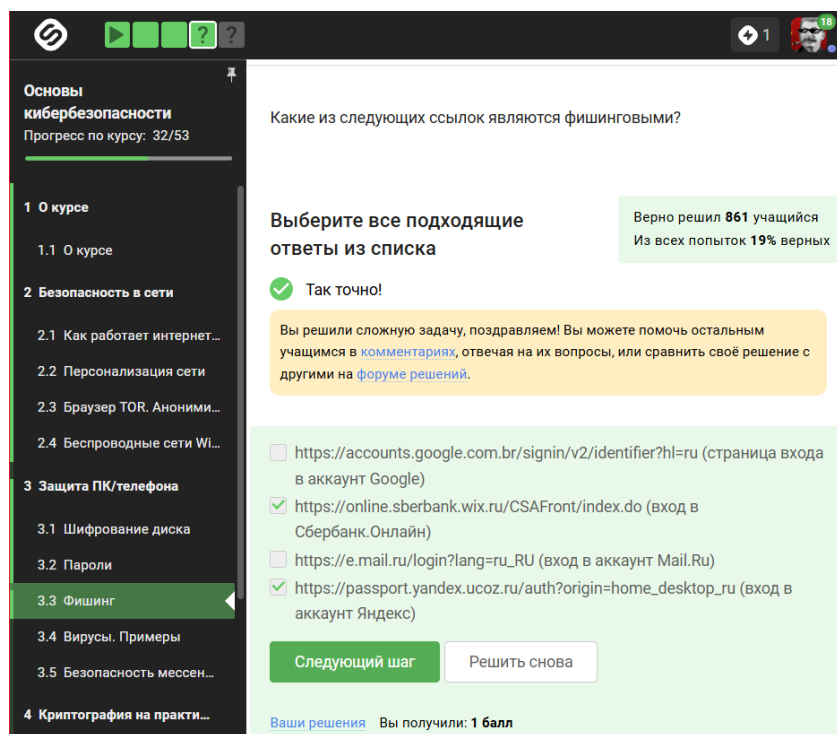 ? ?
1
18
Основы
кибербезопасности
Прогресс по курсу: 32/53
1 О курсе
1.1 О курсе
2 Безопасность в сети
2.1 Как работает интернет...
2.2 Персонализация сети
2.3 Браузер TOR. Аноними...
2.4 Беспроводные сети Wi...
3 Защита ПК/телефона
3.1 Шифрование диска
3.2 Пароли
3.3 Фишинг
3.4 Вирусы. Примеры
3.5 Безопасность мессен...
4 Криптография на практи...
Какие из следующих ссылок являются фишинговыми?
Выберите все подходящие
ответы из списка
Верно решил 861 учащийся
Из всех попыток 19% верных
Так точно!
Вы решили сложную задачу, поздравляем! Вы можете помочь остальным
учащимся в комментариях, отвечая на их вопросы, или сравнить своё решение с
другими на форуме решений.
https://accounts.google.com.br/signin/v2/identifier?hl=ru (страница входа
в аккаунт Google)
https://online.sberbank.wix.ru/CSAFront/index.do (вход в
Сбербанк.Онлайн)
https://e.mail.ru/login?lang=ru_RU (вход в аккаунт Mail.Ru)
https://passport.yandex.ucoz.ru/auth?origin=home_desktop_ru (вход в
аккаунт Яндекс)
Следующий шаг
Решить снова
Ваши решения Вы получили: 1 балл